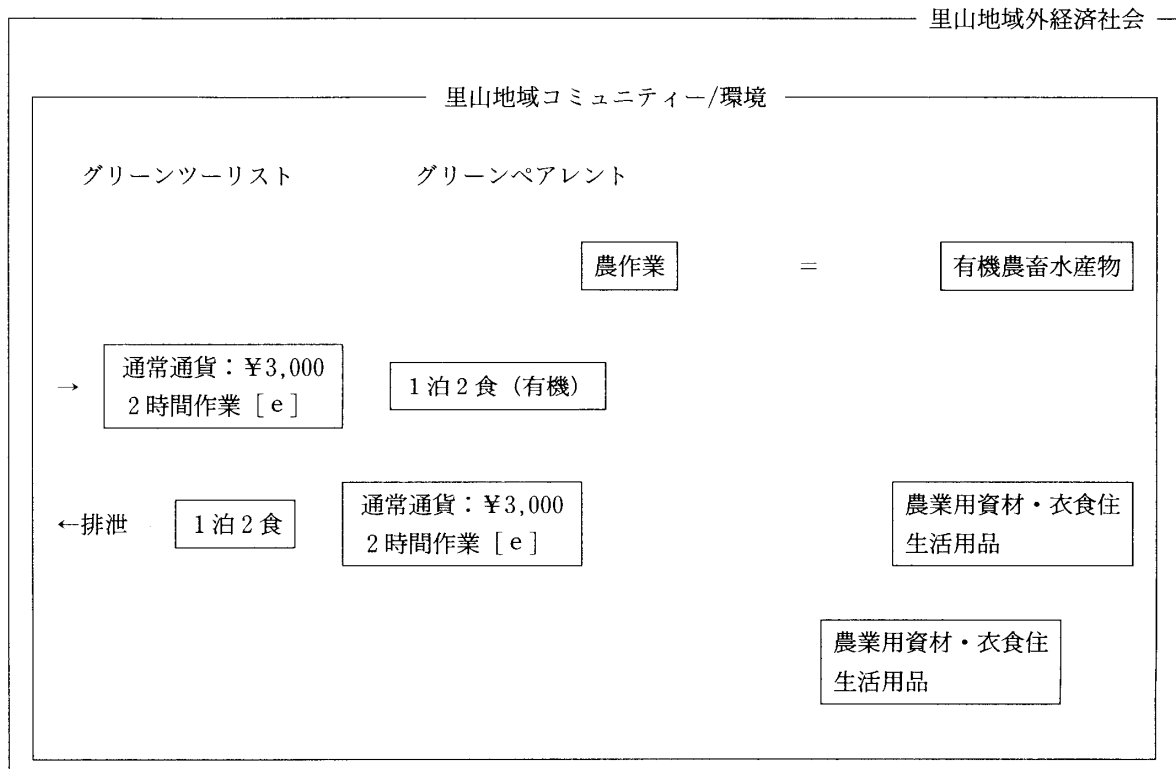 里山地域外経済社会
里山地域コミュニティー/環境
グリーンツーリスト グリーンペアレント
農作業 = 有機農畜水産物
→ 通常通貨：￥3,000
2時間作業［e］
1泊2食（有機）
←排泄 1泊2食
通常通貨：￥3,000
2時間作業［e］
農業用資材・衣食住
生活用品
農業用資材・衣食住
生活用品